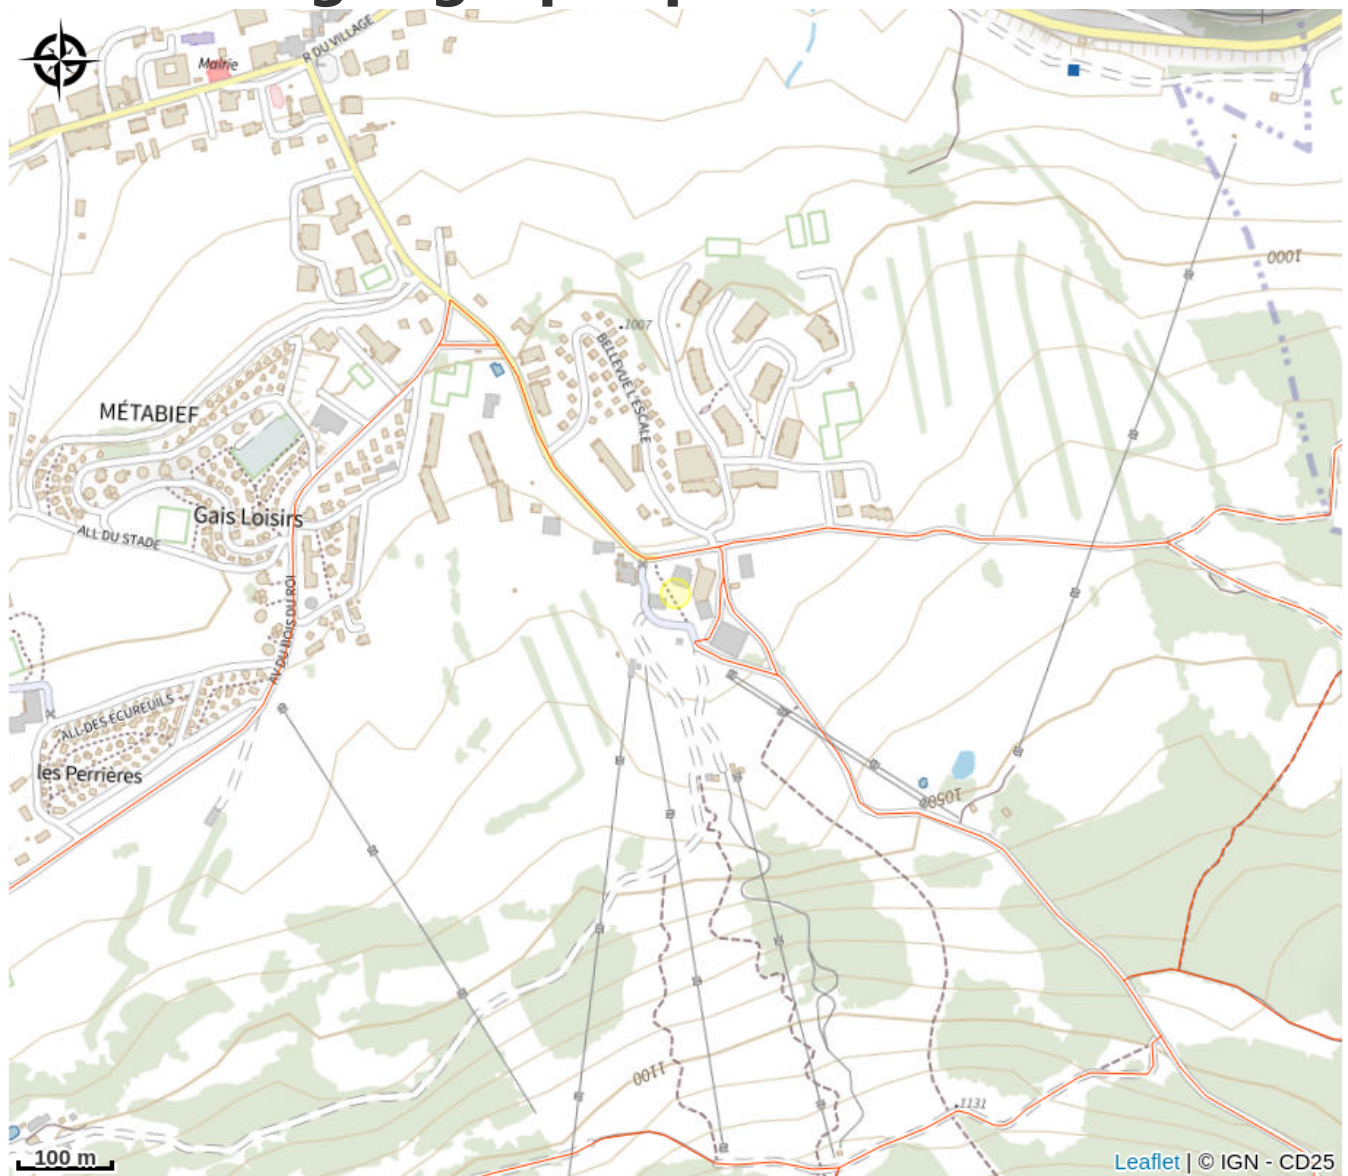 R DU VILLAGE
Mairie
1000
1007
BELLEVUE L'ESCALE
MÉTABIEF
Gais Loisirs
ALL DU STADE
AV DU BOIS DU ROI
ALL DES ECUREUILS
les Perrières
1050
1100
1131
100 m
Leaflet | © IGN - CD25